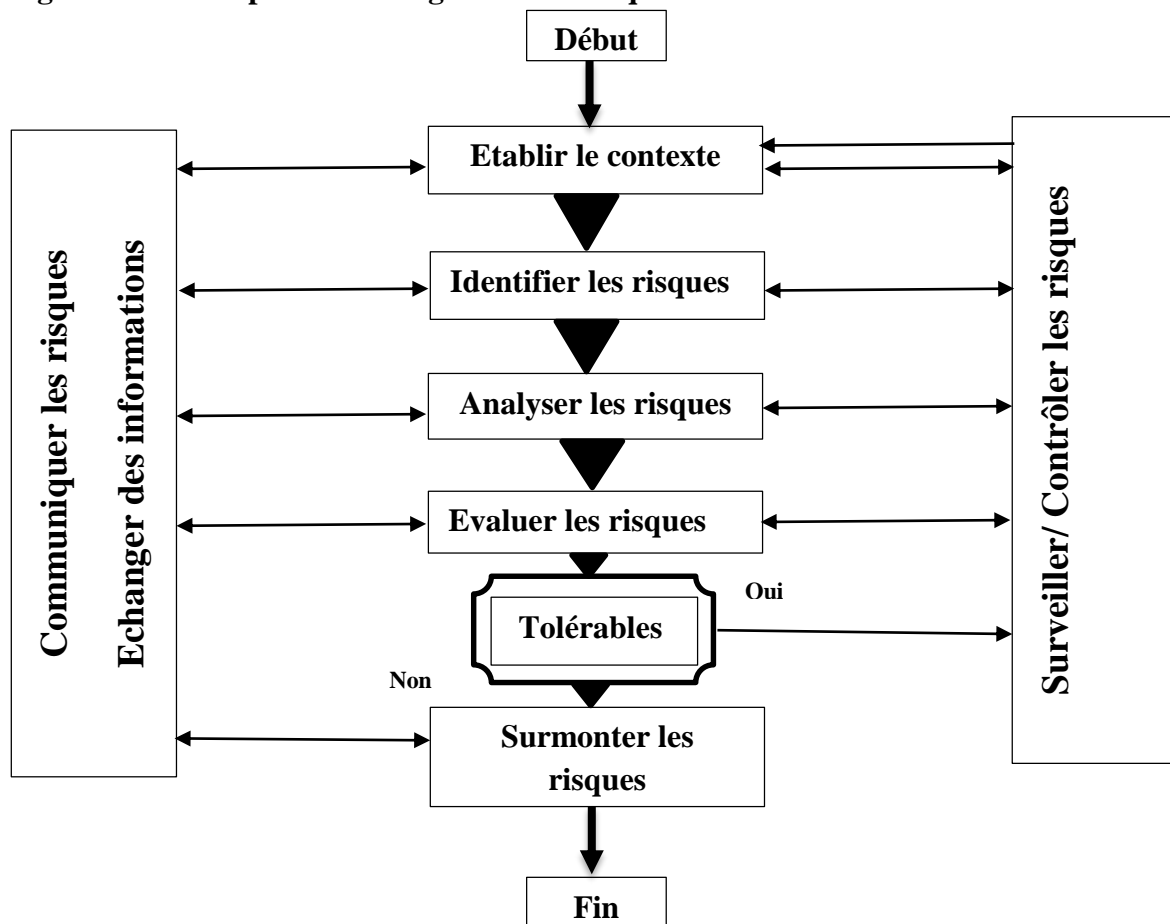 Début
Etablir le contexte
Identifier les risques
Analyser les risques
Evaluer les risques
Oui
Tolérables
Non
Surmonter les
risques
Fin
Communiquer les risques
Echanger des informations
Surveiller/ Contrôler les risques